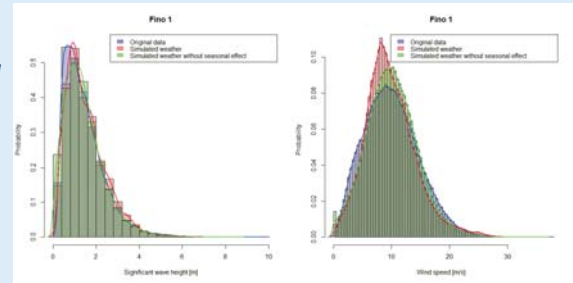 Fino 1
Original data
Simulated weather
Simulated weather without seasonal effect
Probability
0.0
0.1
0.2
0.3
0.4
0.5
0
2
4
6
8
10
Significant wave height [m]
Fino 1
Original data
Simulated weather
Simulated weather without seasonal effect
Probability
0.00
0.02
0.04
0.06
0.08
0.10
0
10
20
30
Wind speed [m/s]